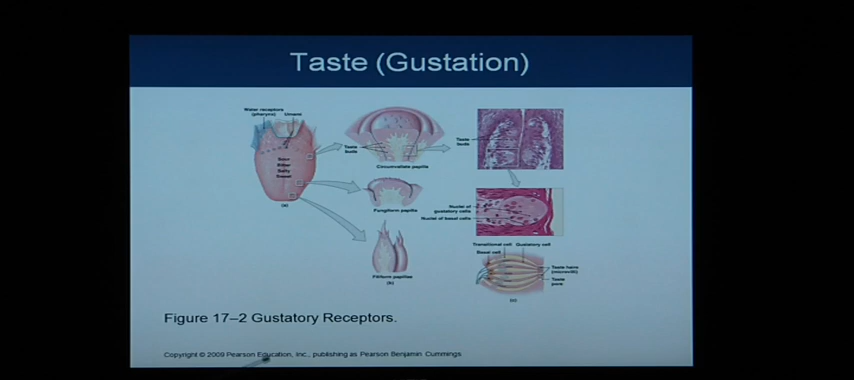 Taste (Gustation)
Water receptors
(pharynx)
Umami
Sour
Bitter
Salty
Sweet
(a)
Taste
buds
Circumvallate papilla
Fungiform papilla
Filiform papillae
(b)
Taste
buds
Nuclei of
gustatory cells
Nuclei of basal cells
Transitional cell
Gustatory cell
Basal cell
Taste hairs
(microvilli)
Taste
pore
(c)
Figure 17–2 Gustatory Receptors.
Copyright © 2009 Pearson Education, Inc., publishing as Pearson Benjamin Cummings